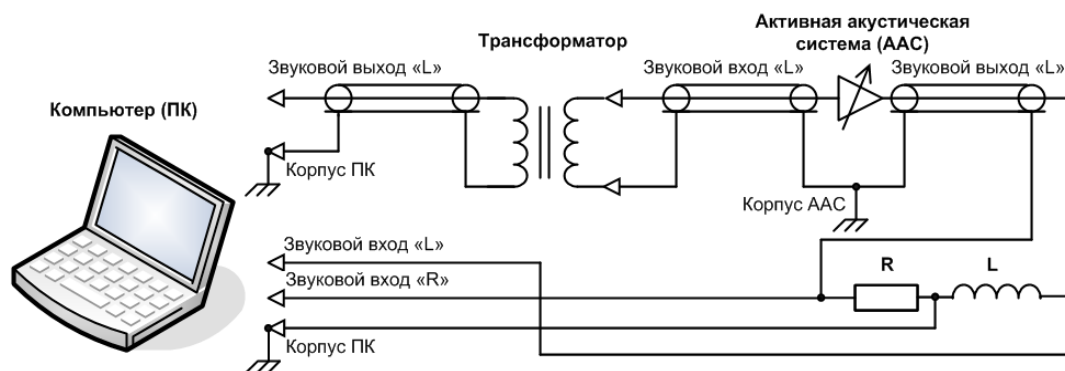 Активная акустическая
система (ААС)
Трансформатор
Звуковой выход «L»
Звуковой вход «L»
Звуковой выход «L»
Компьютер (ПК)
Корпус ПК
Корпус ААС
Звуковой вход «L»
Звуковой вход «R»
R
L
Корпус ПК